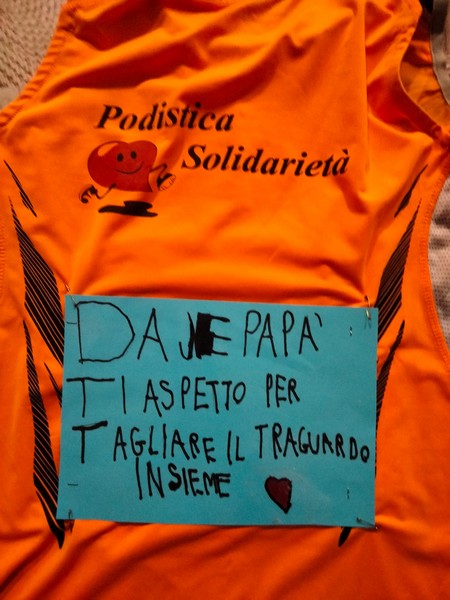 Podistica
Solidarietà
DAJE PAPA'
TI ASPETTO PER
TAGLIARE IL TRAGUARDO
INSIEME